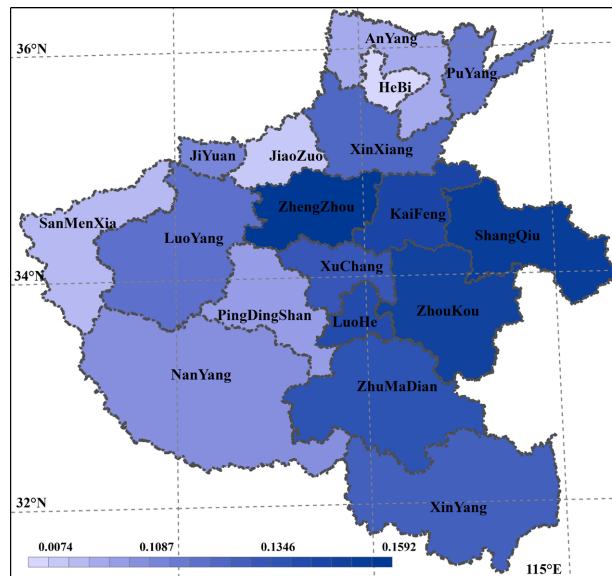 36°N
AnYang
PuYang
HeBi
XinXiang
JiYuan
JiaoZuo
SanMenXia
ZhengZhou
KaiFeng
LuoYang
ShangQiu
XuChang
34°N
PingDingShan
LuoHe
ZhouKou
NanYang
ZhuMaDian
32°N
XinYang
0.0074 0.1087 0.1346 0.1592
115°E